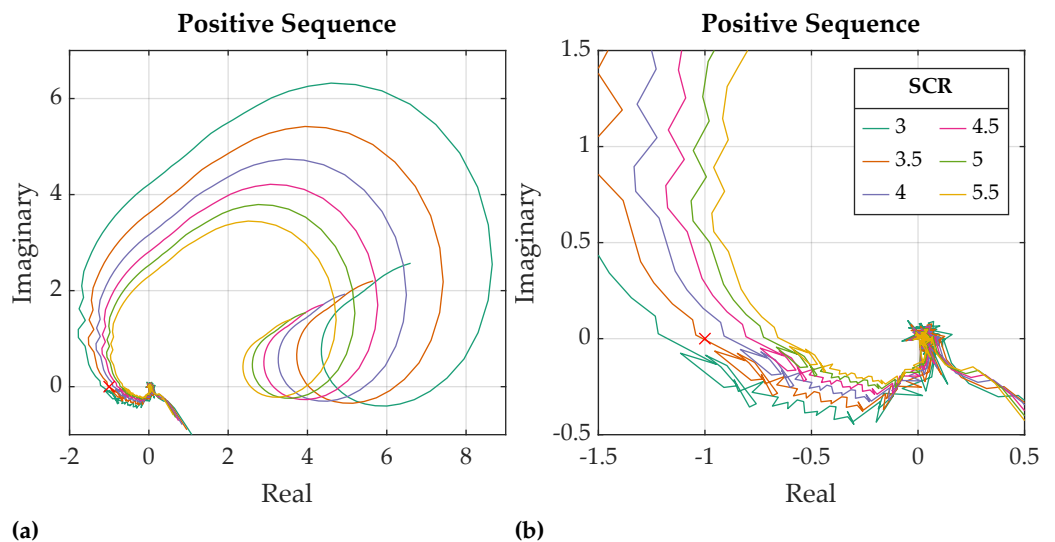 Positive Sequence
Imaginary
6
4
2
0
-2 0 2 4 6 8
Real
(a)
Positive Sequence
Imaginary
1.5
1
0.5
0
-0.5
-1.5 -1 -0.5 0 0.5
Real
SCR
3 4.5
3.5 5
4 5.5
(b)